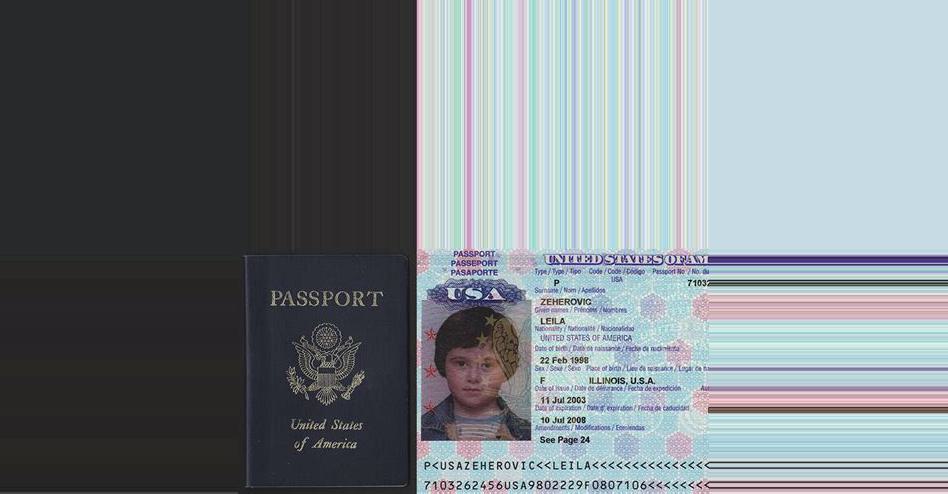 PASSPORT
United States
of America
PASSPORT
PASSEPORT
PASAPORTE
USA
UNITED STATES OF AM
Type / Type / Tipo Code / Code / Código Passport No / No. du
P USA 71032
Surname / Nom / Apellidos
ZEHEROVIC
Given names / Prénoms / Nombres
LEILA
Nationality / Nationalité / Nacionalidad
UNITED STATES OF AMERICA
Date of birth / Date de naissance / Fecha de nacimiento
22 Feb 1998
Sex / Sexe / Sexo Place of birth / Lieu de naissance / Lugar de n
F ILLINOIS, U.S.A.
Date of issue / Date de délivrance / Fecha de expedición Au
11 Jul 2003
Date of expiration / Date d' expiration / Fecha de caducidad
10 Jul 2008
Amendments / Modifications / Enmiendas
See Page 24
P<USAZEHEROVIC<<LEILA<<<<<<<<<<<<<<<
7103262456USA9802229F0807106<<<<<<<